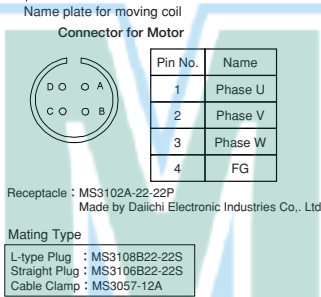 Name plate for moving coil
Connector for Motor
D A
C B
Pin No. Name
1 Phase U
2 Phase V
3 Phase W
4 FG
Receptacle : MS3102A-22-22P
Made by Daiichi Electronic Industries Co,. Ltd
Mating Type
L-type Plug : MS3108B22-22S
Straight Plug : MS3106B22-22S
Cable Clamp : MS3057-12A